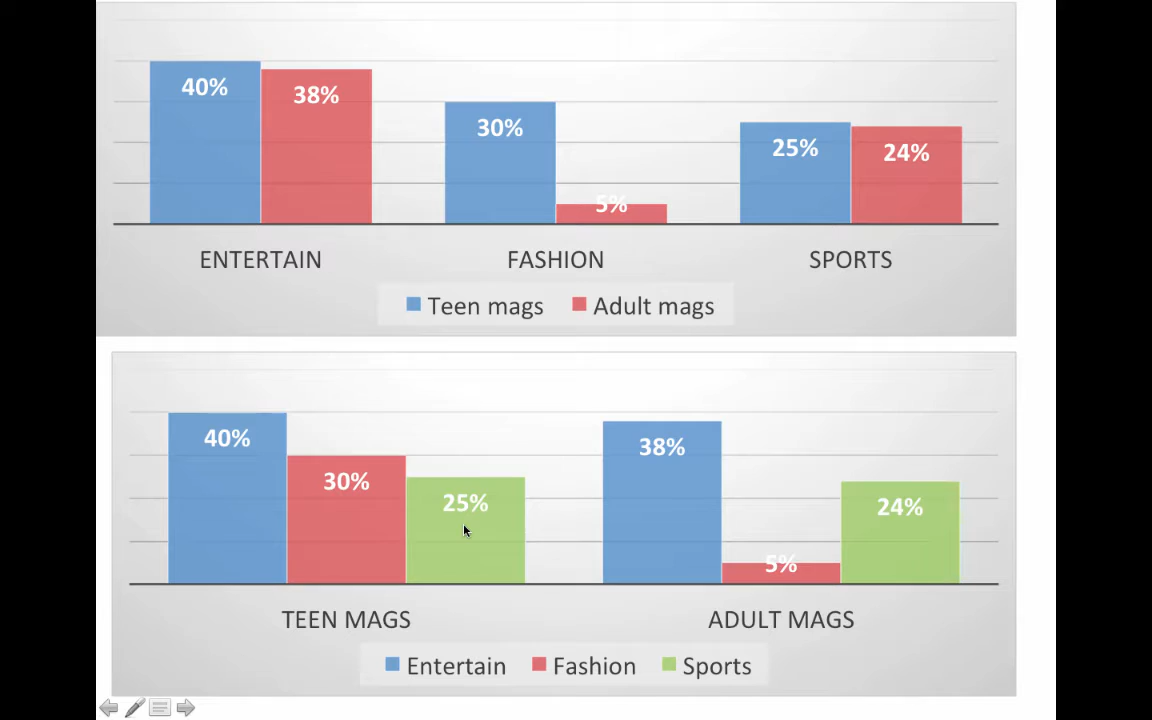 40%
38%
30%
5%
25%
24%
ENTERTAIN
FASHION
SPORTS
Teen mags
Adult mags
40%
30%
25%
38%
5%
24%
TEEN MAGS
ADULT MAGS
Entertain
Fashion
Sports